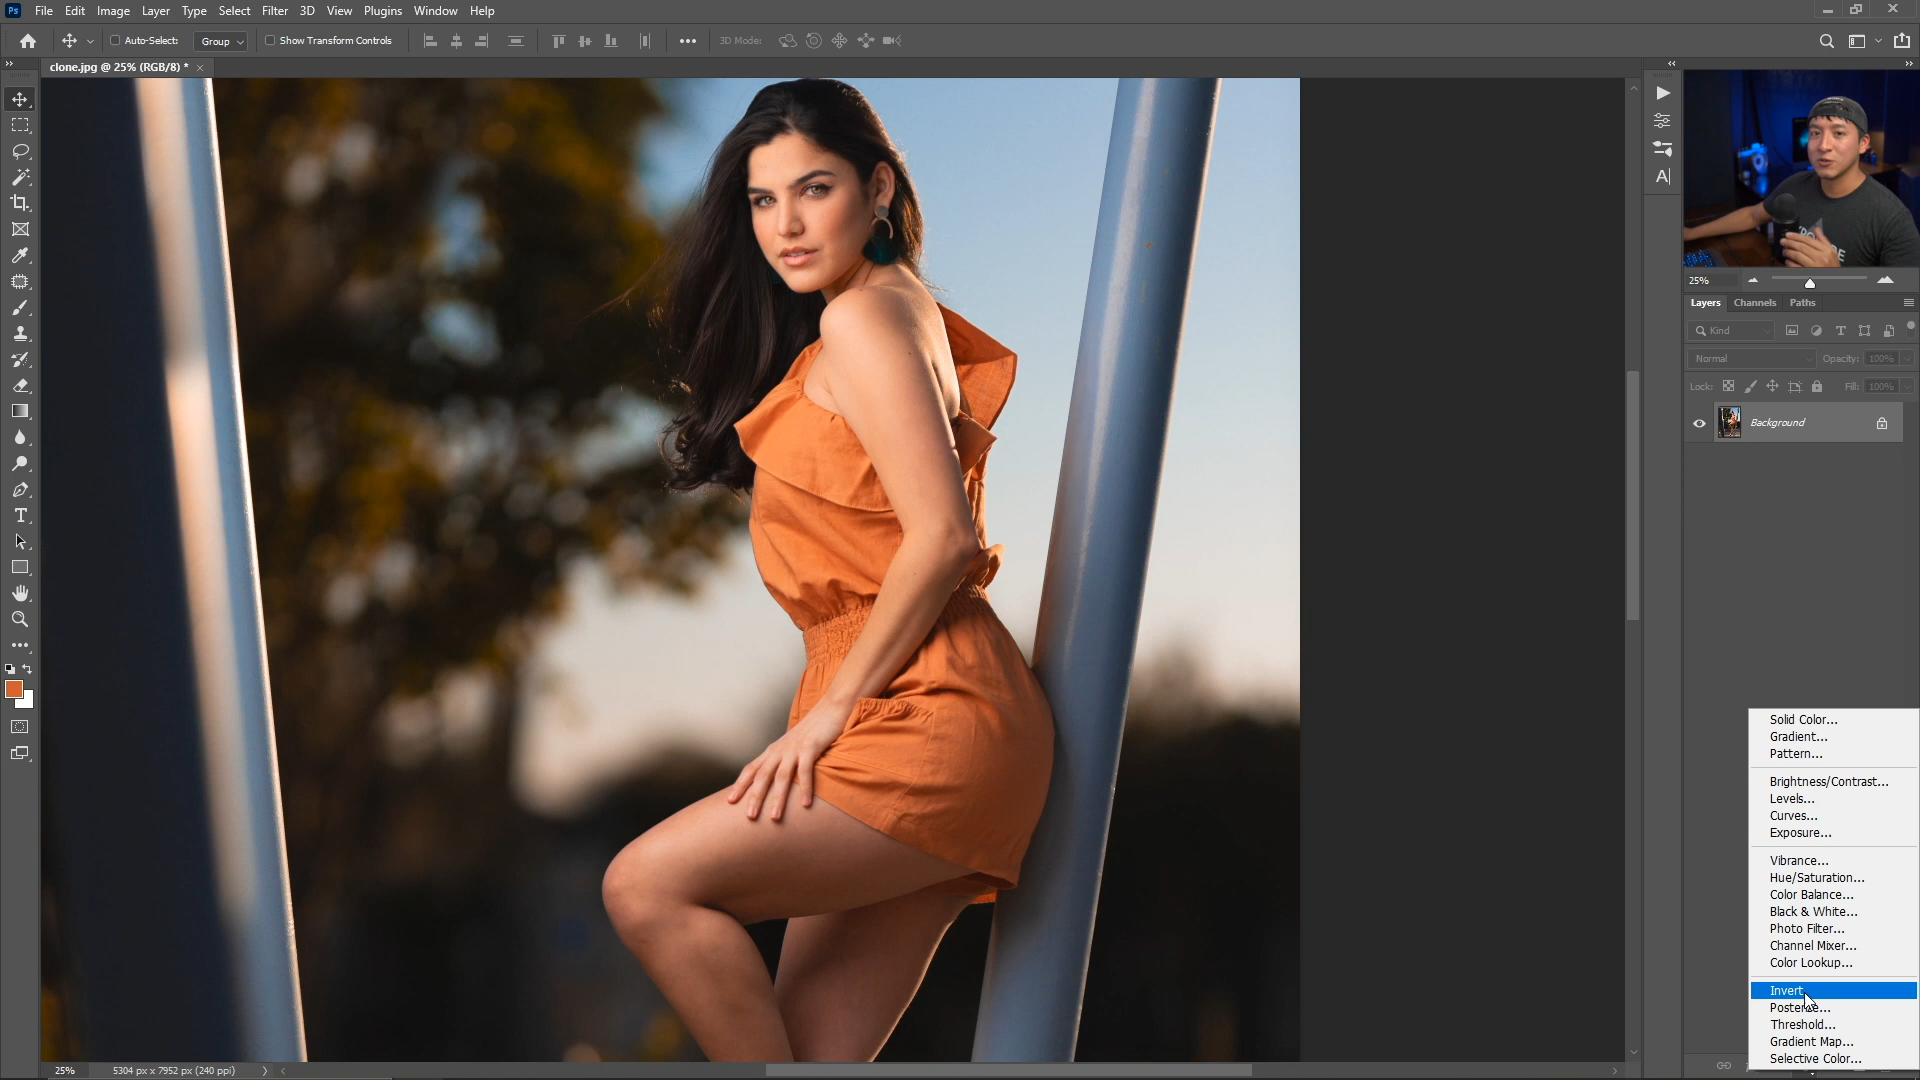 Ps File Edit Image Layer Type Select Filter 3D View Plugins Window Help
Auto-Select: Group Show Transform Controls 3D Mode:
clone.jpg @ 25% (RGB/8) *
25%
Layers Channels Paths
Kind
Normal Opacity: 100%
Lock: Fill: 100%
Background
Solid Color...
Gradient...
Pattern...
Brightness/Contrast...
Levels...
Curves...
Exposure...
Vibrance...
Hue/Saturation...
Color Balance...
Black & White...
Photo Filter...
Channel Mixer...
Color Lookup...
Invert
Posterize...
Threshold...
Gradient Map...
Selective Color...
25% 5304 px x 7952 px (240 ppi)